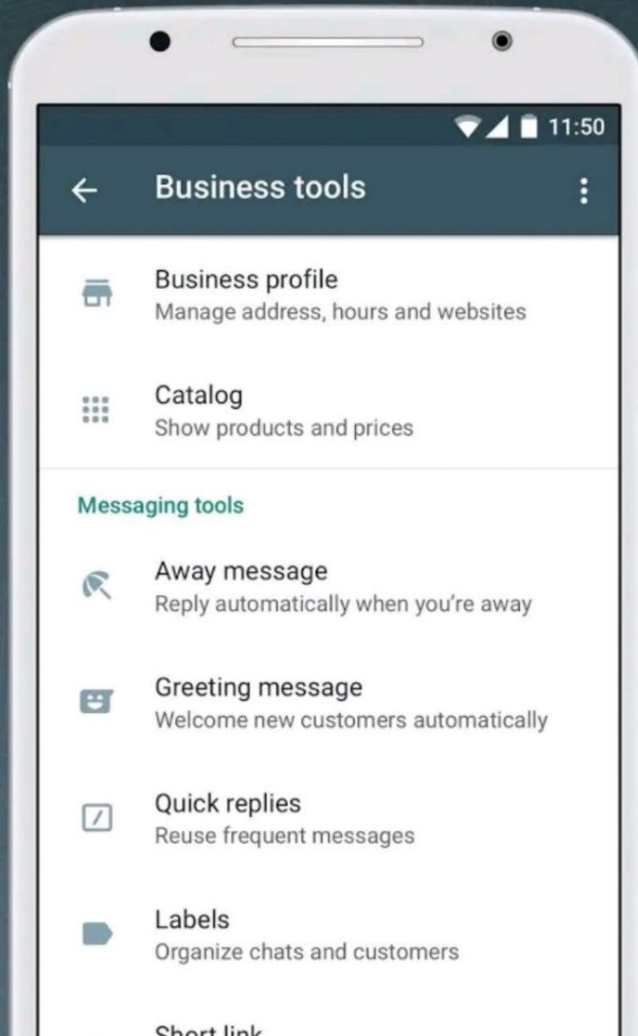 11:50
Business tools
Business profile
Manage address, hours and websites
Catalog
Show products and prices
Messaging tools
Away message
Reply automatically when you're away
Greeting message
Welcome new customers automatically
Quick replies
Reuse frequent messages
Labels
Organize chats and customers
Short link